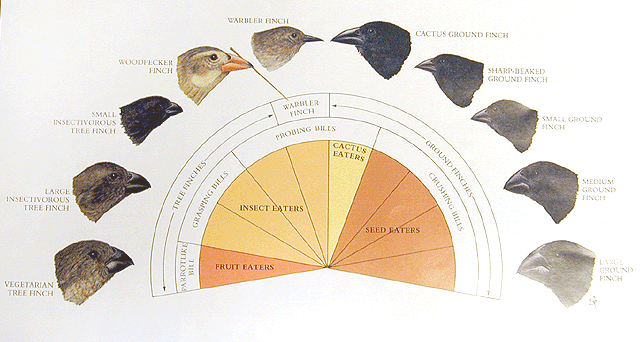 WARBLER FINCH
CACTUS GROUND FINCH
WOODPECKER
FINCH
SHARP-BEAKED
GROUND FINCH
SMALL
INSECTIVOROUS
TREE FINCH
SMALL GROUND
FINCH
LARGE
INSECTIVOROUS
TREE FINCH
MEDIUM
GROUND
FINCH
VEGETARIAN
TREE FINCH
LARGE
GROUND
FINCH
WARBLER
FINCH
TREE FINCHES
GROUND FINCHES
PARROTLIKE
BILL
GRASPING BILLS
PROBING BILLS
CRUSHING BILLS
FRUIT EATERS
INSECT EATERS
CACTUS
EATERS
SEED EATERS